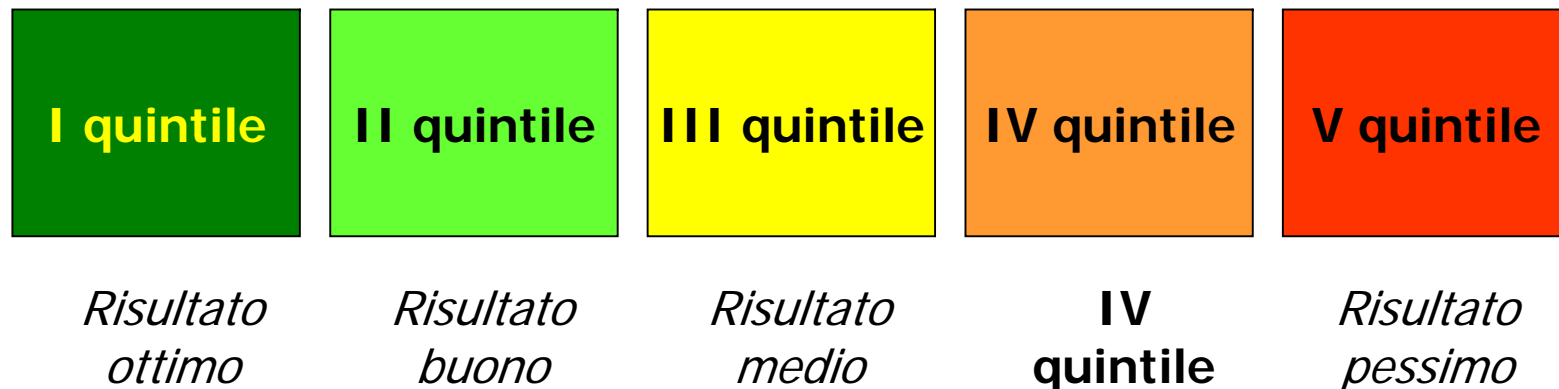 I quintile
II quintile
III quintile
IV quintile
V quintile
Risultato
ottimo
Risultato
buono
Risultato
medio
IV
quintile
Risultato
pessimo